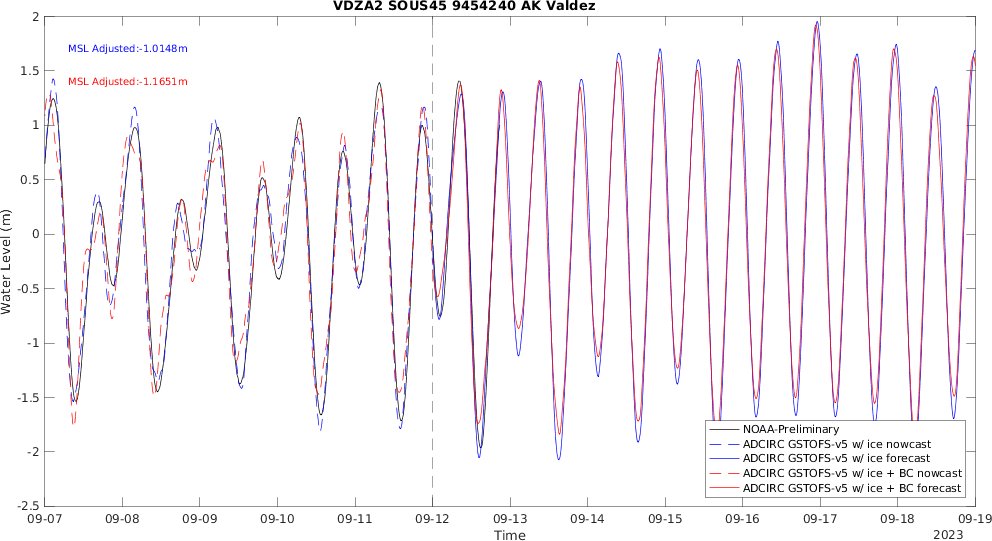 VDZA2 SOUS45 9454240 AK Valdez
MSL Adjusted:-1.0148m
MSL Adjusted:-1.1651m
Water Level (m)
2
1.5
1
0.5
0
-0.5
-1
-1.5
-2
-2.5
NOAA-Preliminary
ADCIRC GSTOFS-v5 w/ ice nowcast
ADCIRC GSTOFS-v5 w/ ice forecast
ADCIRC GSTOFS-v5 w/ ice + BC nowcast
ADCIRC GSTOFS-v5 w/ ice + BC forecast
09-07 09-08 09-09 09-10 09-11 09-12 09-13 09-14 09-15 09-16 09-17 09-18 09-19
Time
2023